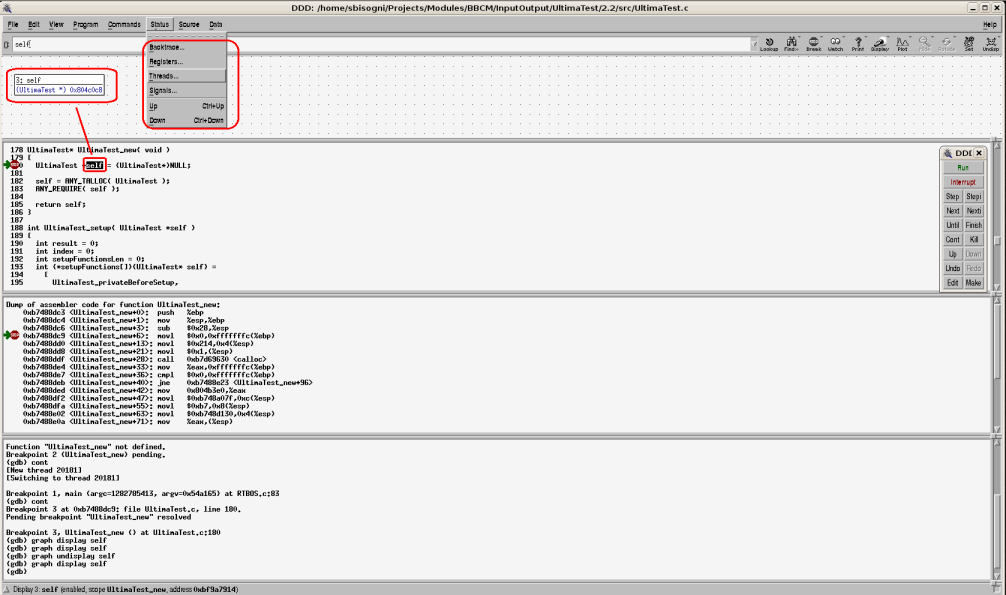 DDD: /home/sbisogni/Projects/Modules/BBCM/InputOutput/UltimaTest/2.2/src/UltimaTest.c
File Edit View Program Commands Status Source Data Help
(): self
Lookup Find» Break Watch Print Display Plot Hide Rotate Set Undisp
Backtrace...
Registers...
Threads...
Signals...
Up Ctrl+Up
Down Ctrl+Down
3: self
(UltimaTest *) 0x804c0c8
178 UltimaTest* UltimaTest_new( void )
179 {
UltimaTest *self = (UltimaTest*)NULL;
181
182 self = ANY_TALLOC( UltimaTest );
183 ANY_REQUIRE( self );
184
185 return self;
186 }
187
188 int UltimaTest_setup( UltimaTest *self )
189 {
190 int result = 0;
191 int index = 0;
192 int setupFunctionsLen = 0;
193 int (*setupFunctions[])(UltimaTest* self) =
194 {
195 UltimaTest_privateBeforeSetup,
DDD
Run
Interrupt
Step Stepi
Next Nexti
Until Finish
Cont Kill
Up Down
Undo Redo
Edit Make
Dump of assembler code for function UltimaTest_new:
0xb7488dc3 <UltimaTest_new+0>: push %ebp
0xb7488dc4 <UltimaTest_new+1>: mov %esp,%ebp
0xb7488dc6 <UltimaTest_new+3>: sub $0x28,%esp
0xb7488dc9 <UltimaTest_new+6>: movl $0x0,0xfffffffc(%ebp)
0xb7488dd0 <UltimaTest_new+13>: movl $0x214,0x4(%esp)
0xb7488dd8 <UltimaTest_new+21>: movl $0x1,(%esp)
0xb7488ddf <UltimaTest_new+28>: call 0xb7d69630 <calloc>
0xb7488de4 <UltimaTest_new+33>: mov %eax,0xfffffffc(%ebp)
0xb7488de7 <UltimaTest_new+36>: cmpl $0x0,0xfffffffc(%ebp)
0xb7488deb <UltimaTest_new+40>: jne 0xb7488e23 <UltimaTest_new+96>
0xb7488ded <UltimaTest_new+42>: mov 0x804b3e0,%eax
0xb7488df2 <UltimaTest_new+47>: movl $0xb748a07f,0xc(%esp)
0xb7488dfa <UltimaTest_new+55>: movl $0xb7,0x8(%esp)
0xb7488e02 <UltimaTest_new+63>: movl $0xb748d130,0x4(%esp)
0xb7488e0a <UltimaTest_new+71>: mov %eax,(%esp)
Function "UltimaTest_new" not defined.
Breakpoint 2 (UltimaTest_new) pending.
(gdb) cont
[New thread 20181]
[Switching to thread 20181]
Breakpoint 1, main (argc=1282785413, argv=0x54a165) at RTBOS.c:83
(gdb) cont
Breakpoint 3 at 0xb7488dc9: file UltimaTest.c, line 180.
Pending breakpoint "UltimaTest_new" resolved
Breakpoint 3, UltimaTest_new () at UltimaTest.c:180
(gdb) graph display self
(gdb) graph display self
(gdb) graph undisplay self
(gdb) graph display self
(gdb)
Display 3: self (enabled, scope UltimaTest_new, address 0xbf9a7914)